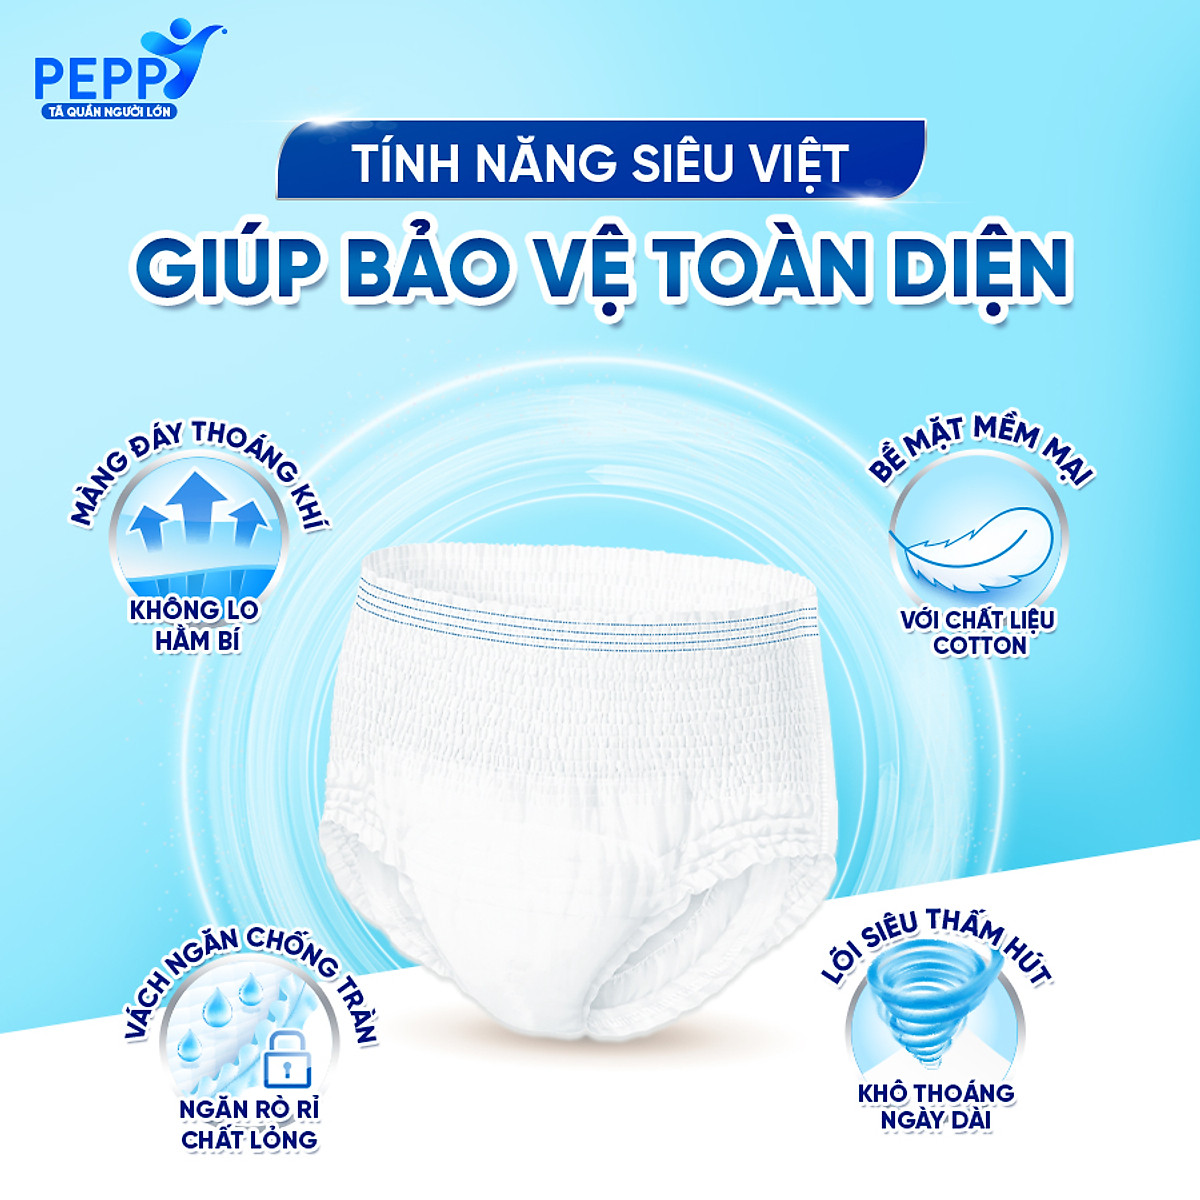 PEPPY
TÃ QUẦN NGƯỜI LỚN
TÍNH NĂNG SIÊU VIỆT
GIÚP BẢO VỆ TOÀN DIỆN
MÀNG ĐÁY THOÁNG KHÍ
KHÔNG LO
HẰM BÍ
BỀ MẶT MỀM MẠI
VỚI CHẤT LIỆU
COTTON
VÁCH NGĂN CHỐNG TRÀN
NGĂN RÒ RỈ
CHẤT LỎNG
LÕI SIÊU THẤM HÚT
KHÔ THOÁNG
NGÀY DÀI